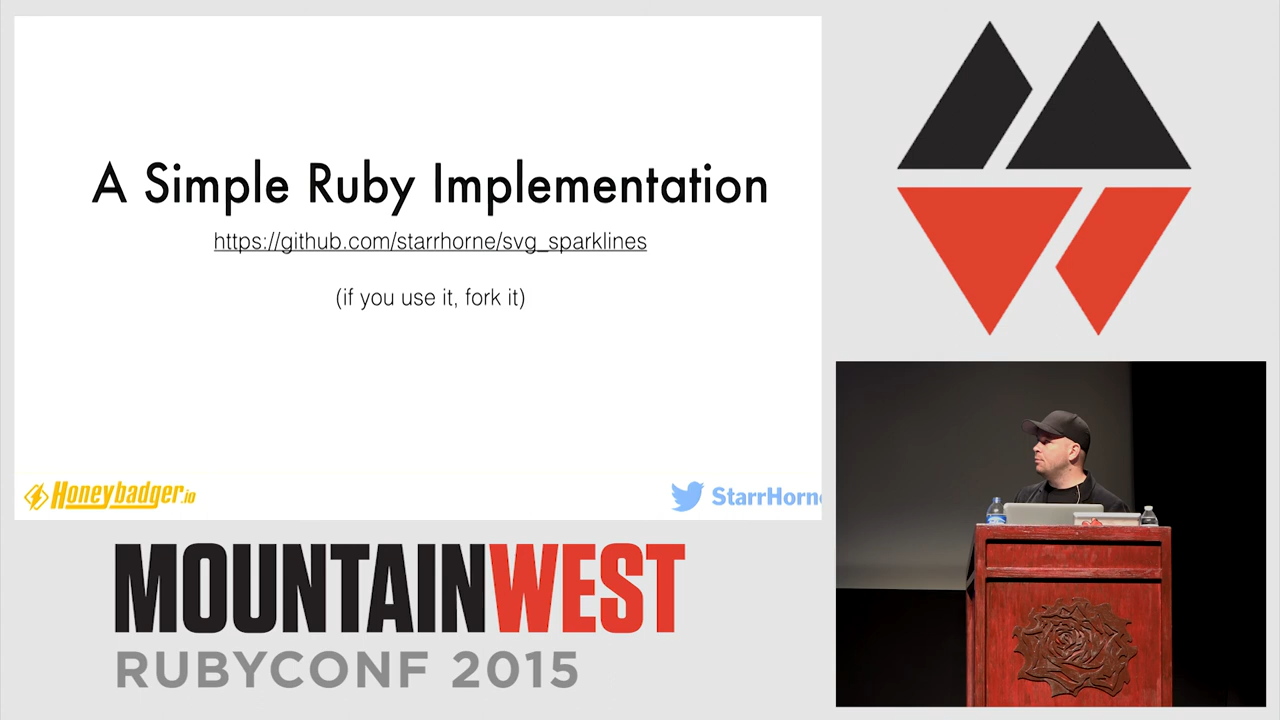 A Simple Ruby Implementation
https://github.com/starrhorne/svg_sparklines
(if you use it, fork it)
Honeybadger.io
StarrHorne
MOUNTAINWEST
RUBYCONF 2015